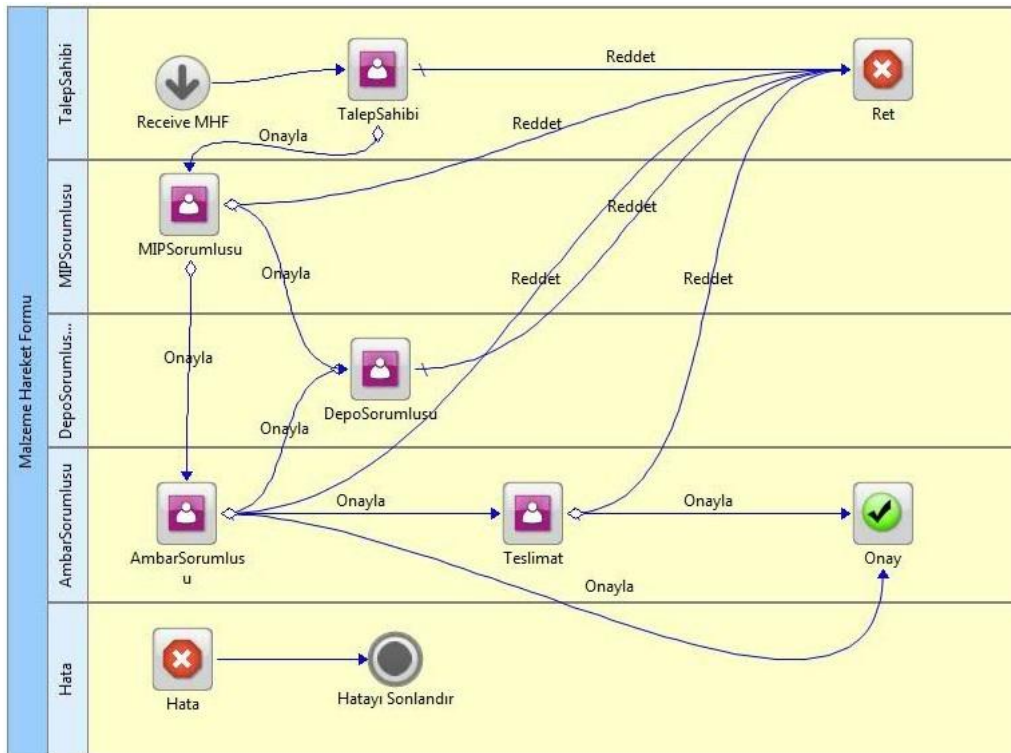 Malzeme Hareket Formu
TalepSahibi
Receive MHF
TalepSahibi
Reddet
Ret
Onayla
Reddet
MIPSorumlusu
MIPSorumlusu
Reddet
Onayla
Reddet
Reddet
DepoSorumlus...
Onayla
DepoSorumlusu
Onayla
AmbarSorumlusu
Onayla
Onayla
AmbarSorumlus
u
Teslimat
Onay
Onayla
Hata
Hata
Hatayı Sonlandır